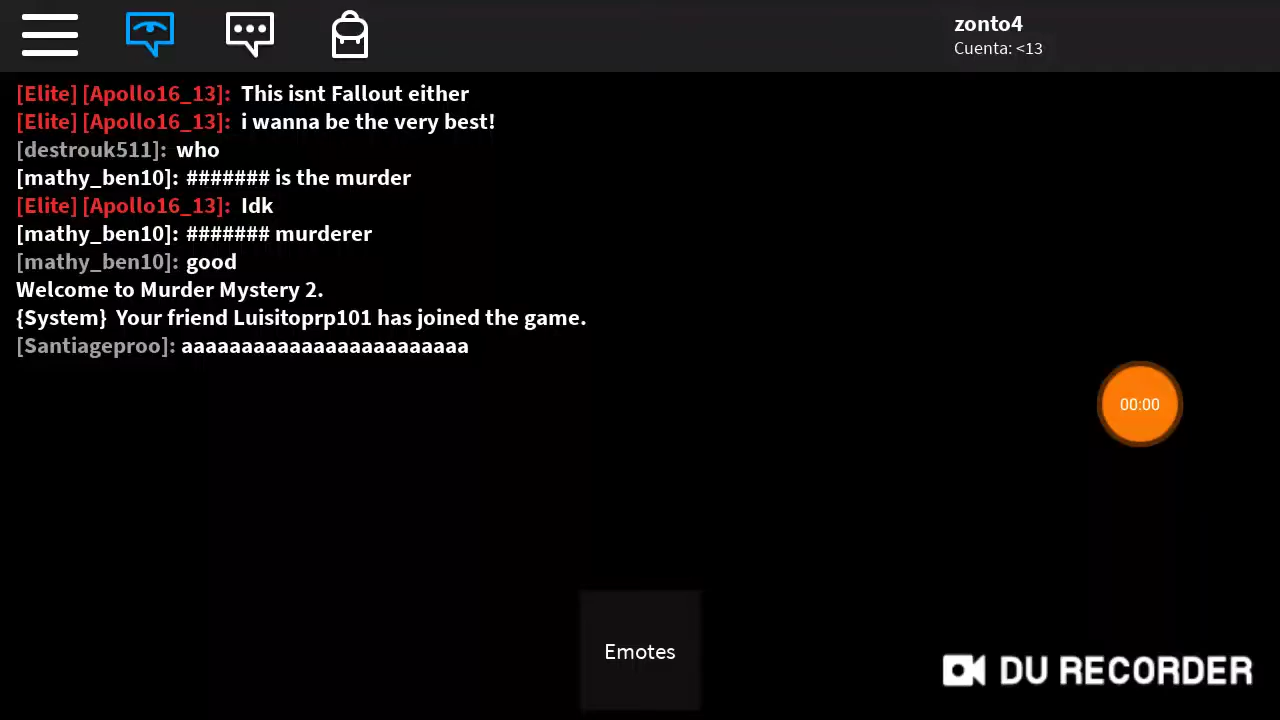 zonto4
Cuenta: <13
[Elite] [Apollo16_13]: This isnt Fallout either
[Elite] [Apollo16_13]: i wanna be the very best!
[destrouk511]: who
[mathy_ben10]: ####### is the murder
[Elite] [Apollo16_13]: Idk
[mathy_ben10]: ####### murderer
[mathy_ben10]: good
Welcome to Murder Mystery 2.
{System} Your friend Luisitoprp101 has joined the game.
[Santiageproo]: aaaaaaaaaaaaaaaaaaaaaaaa
00:00
Emotes
DU RECORDER